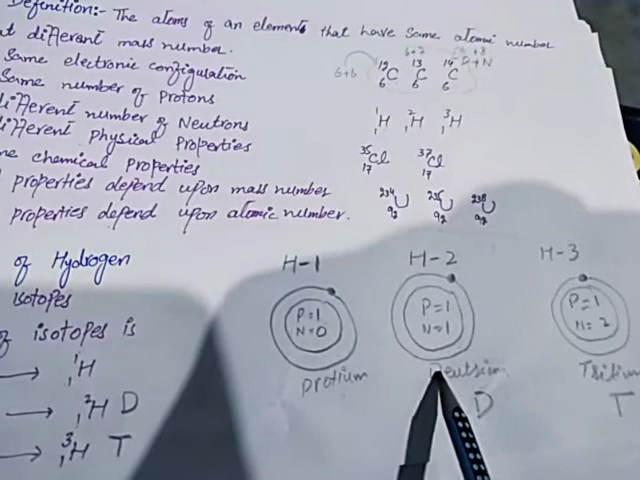 Definition:- The atoms of an elements that have same atomic number
at different mass number.
Same electronic configuration
Same number of Protons
different number of Neutrons
different Physical Properties
me chemical Properties
properties depend upon mass number
properties depend upon atomic number.
6+6 6+7 +8
12 6 C 13 6 C 14 6 C P+N
1 1 H 2 1 H 3 1 H
35 17 Cl 37 17 Cl
234 92 U 235 92 U 238 92 U
of Hydrogen
isotopes
of isotopes is
→ 1 1 H
→ 2 1 H D
→ 3 1 H T
H-1 H-2 H-3
P=1 P=1 P=1
N=0 N=1 N=2
protium Deutsium Tsitium
D T